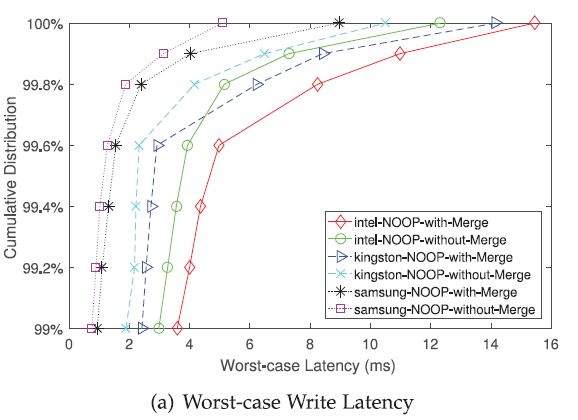 100%
99.8%
99.6%
99.4%
99.2%
99%
Cumulative Distribution
intel-NOOP-with-Merge
intel-NOOP-without-Merge
kingston-NOOP-with-Merge
kingston-NOOP-without-Merge
samsung-NOOP-with-Merge
samsung-NOOP-without-Merge
0 2 4 6 8 10 12 14 16
Worst-case Latency (ms)
(a) Worst-case Write Latency